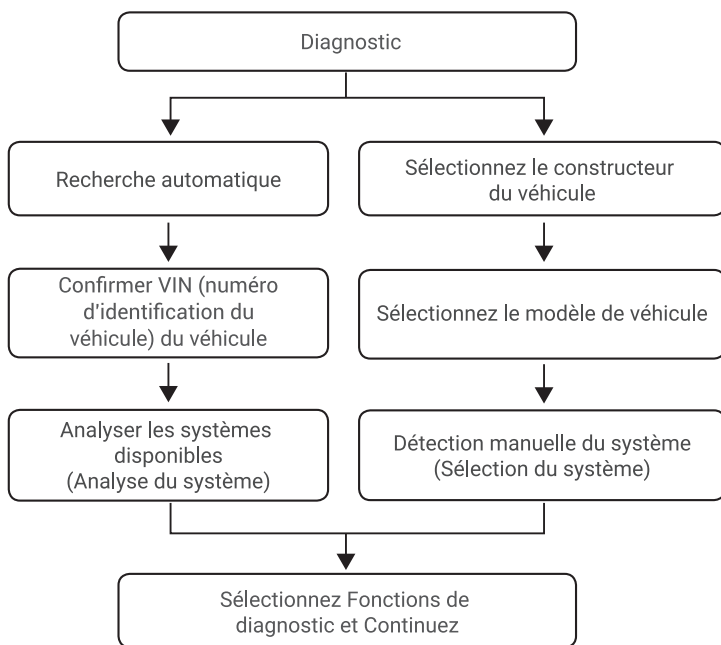 Diagnostic
Recherche automatique
Sélectionnez le constructeur
du véhicule
Confirmer VIN (numéro
d'identification du
véhicule) du véhicule
Sélectionnez le modèle de véhicule
Analyser les systèmes
disponibles
(Analyse du système)
Détection manuelle du système
(Sélection du système)
Sélectionnez Fonctions de
diagnostic et Continuez